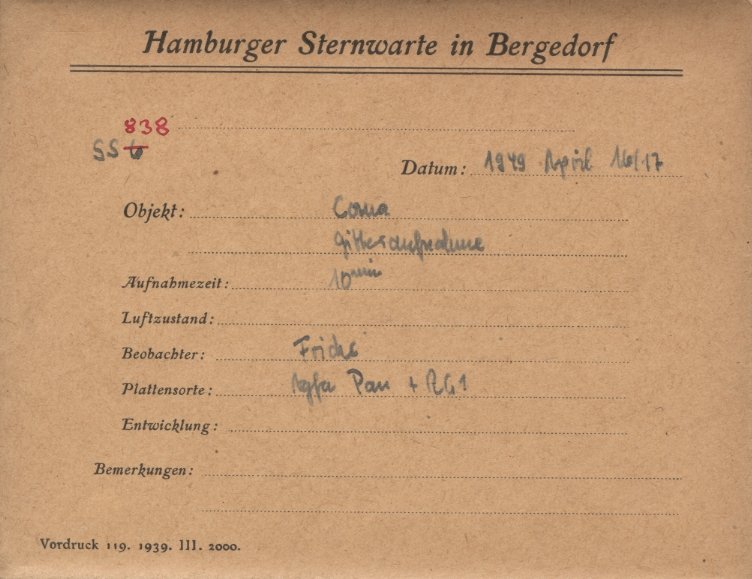 Hamburger Sternwarte in Bergedorf
838
SS 6
Datum: 1949 April 16/17
Objekt: Coma
Gitteraufnahme
Aufnahmezeit: 10 min
Luftzustand:
Beobachter:
Plattensorte: Agfa Pan + RG1
Entwicklung:
Bemerkungen:
Vordruck 119. 1939. III. 2000.